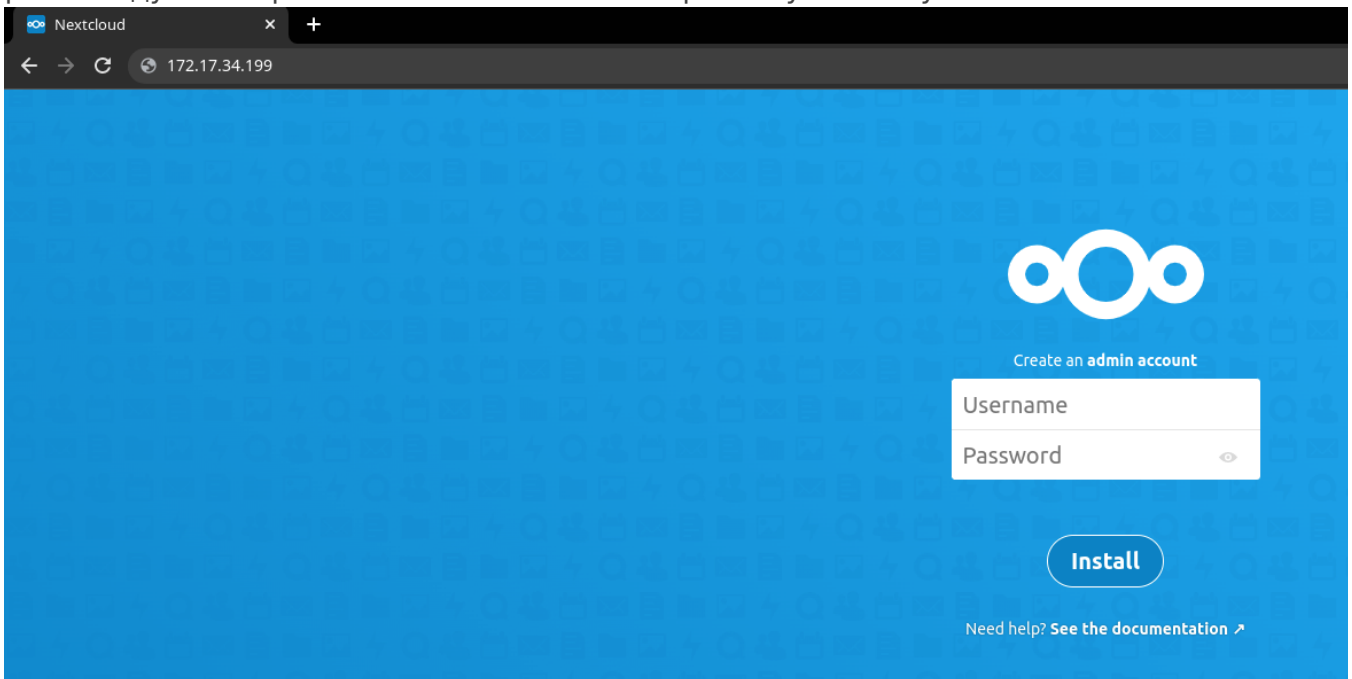 Nextcloud
172.17.34.199
Create an admin account
Username
Password
Install
Need help? See the documentation ↗